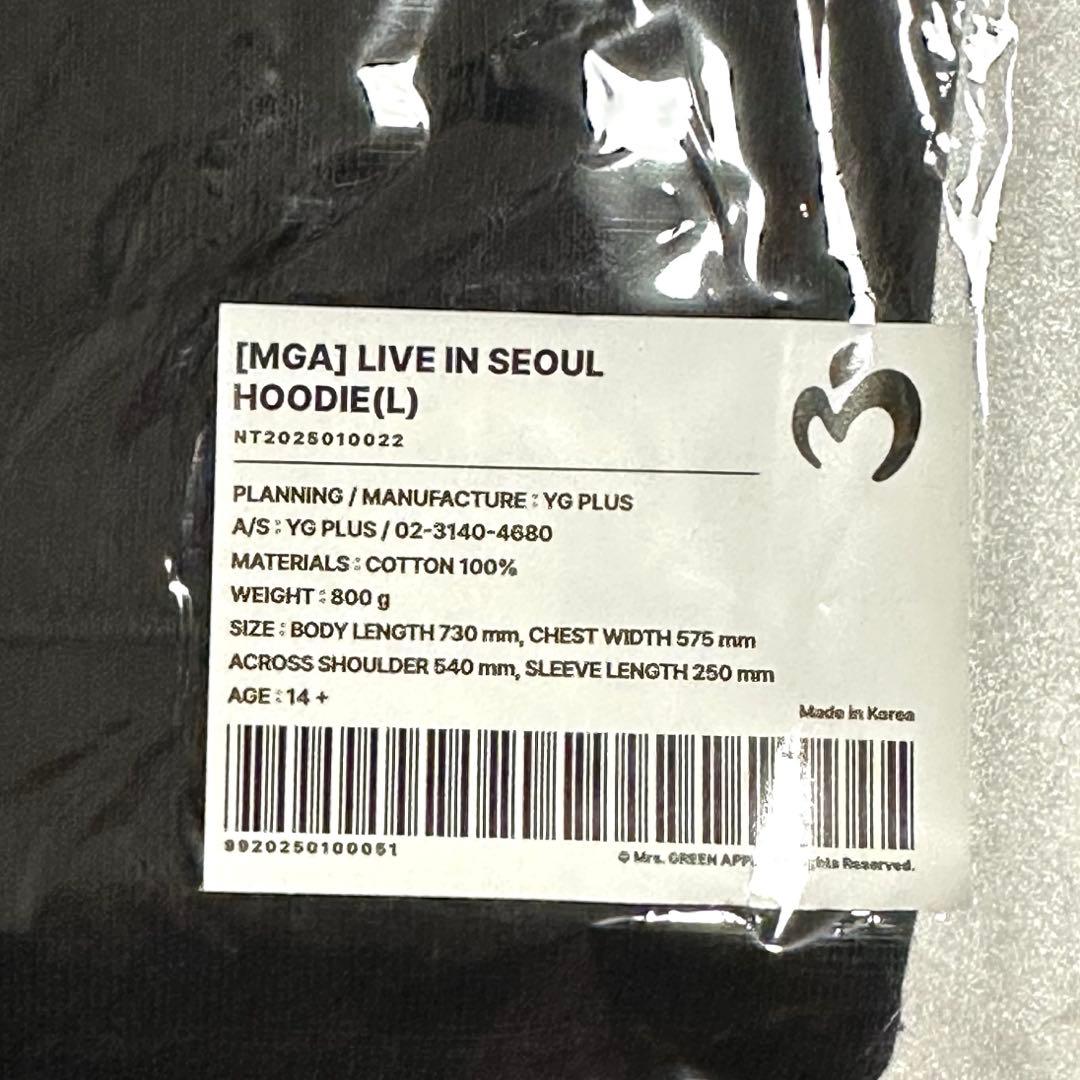 [MGA] LIVE IN SEOUL
HOODIE(L)
NT2025010022
PLANNING / MANUFACTURE : YG PLUS
A/S : YG PLUS / 02-3140-4680
MATERIALS : COTTON 100%
WEIGHT : 800 g
SIZE : BODY LENGTH 730 mm, CHEST WIDTH 575 mm
ACROSS SHOULDER 540 mm, SLEEVE LENGTH 250 mm
AGE : 14 +
Made in Korea
9920250100051
© Mrs. GREEN Reserved.